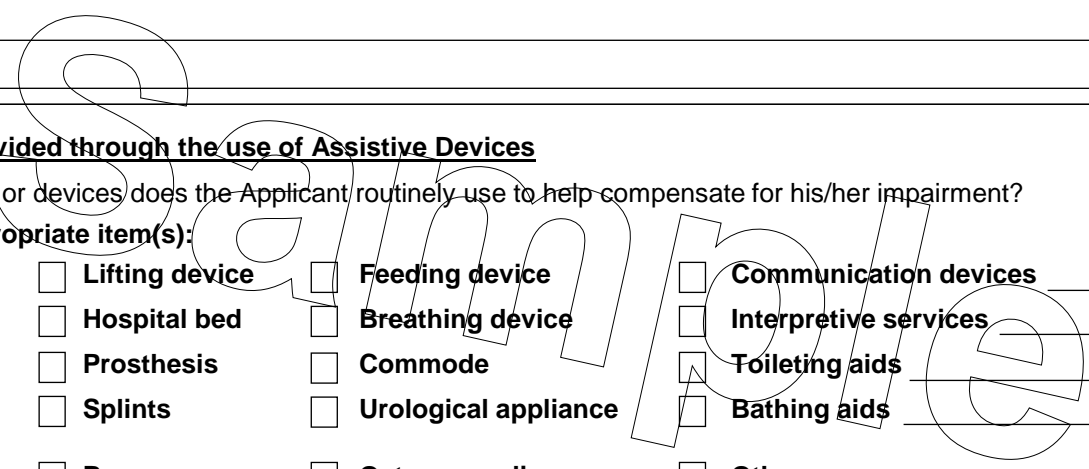 vided through the use of Assistive Devices
or devices does the Applicant routinely use to help compensate for his/her impairment?
opriate item(s):
Lifting device Feeding device Communication devices
Hospital bed Breathing device Interpretive services
Prosthesis Commode Toileting aids
Splints Urological appliance Bathing aids
Sample